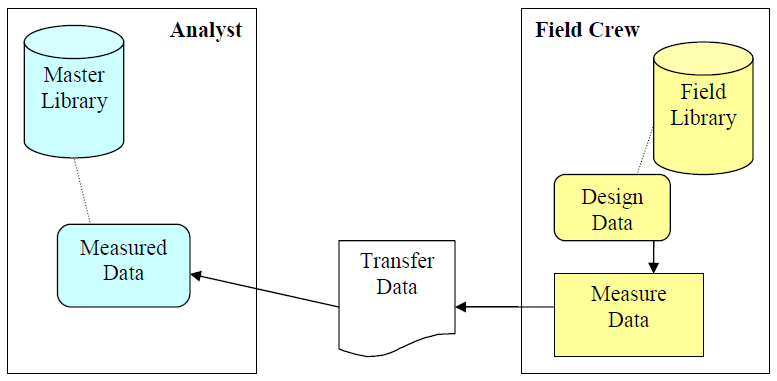 Analyst
Master
Library
Measured
Data
Transfer
Data
Field Crew
Field
Library
Design
Data
Measure
Data